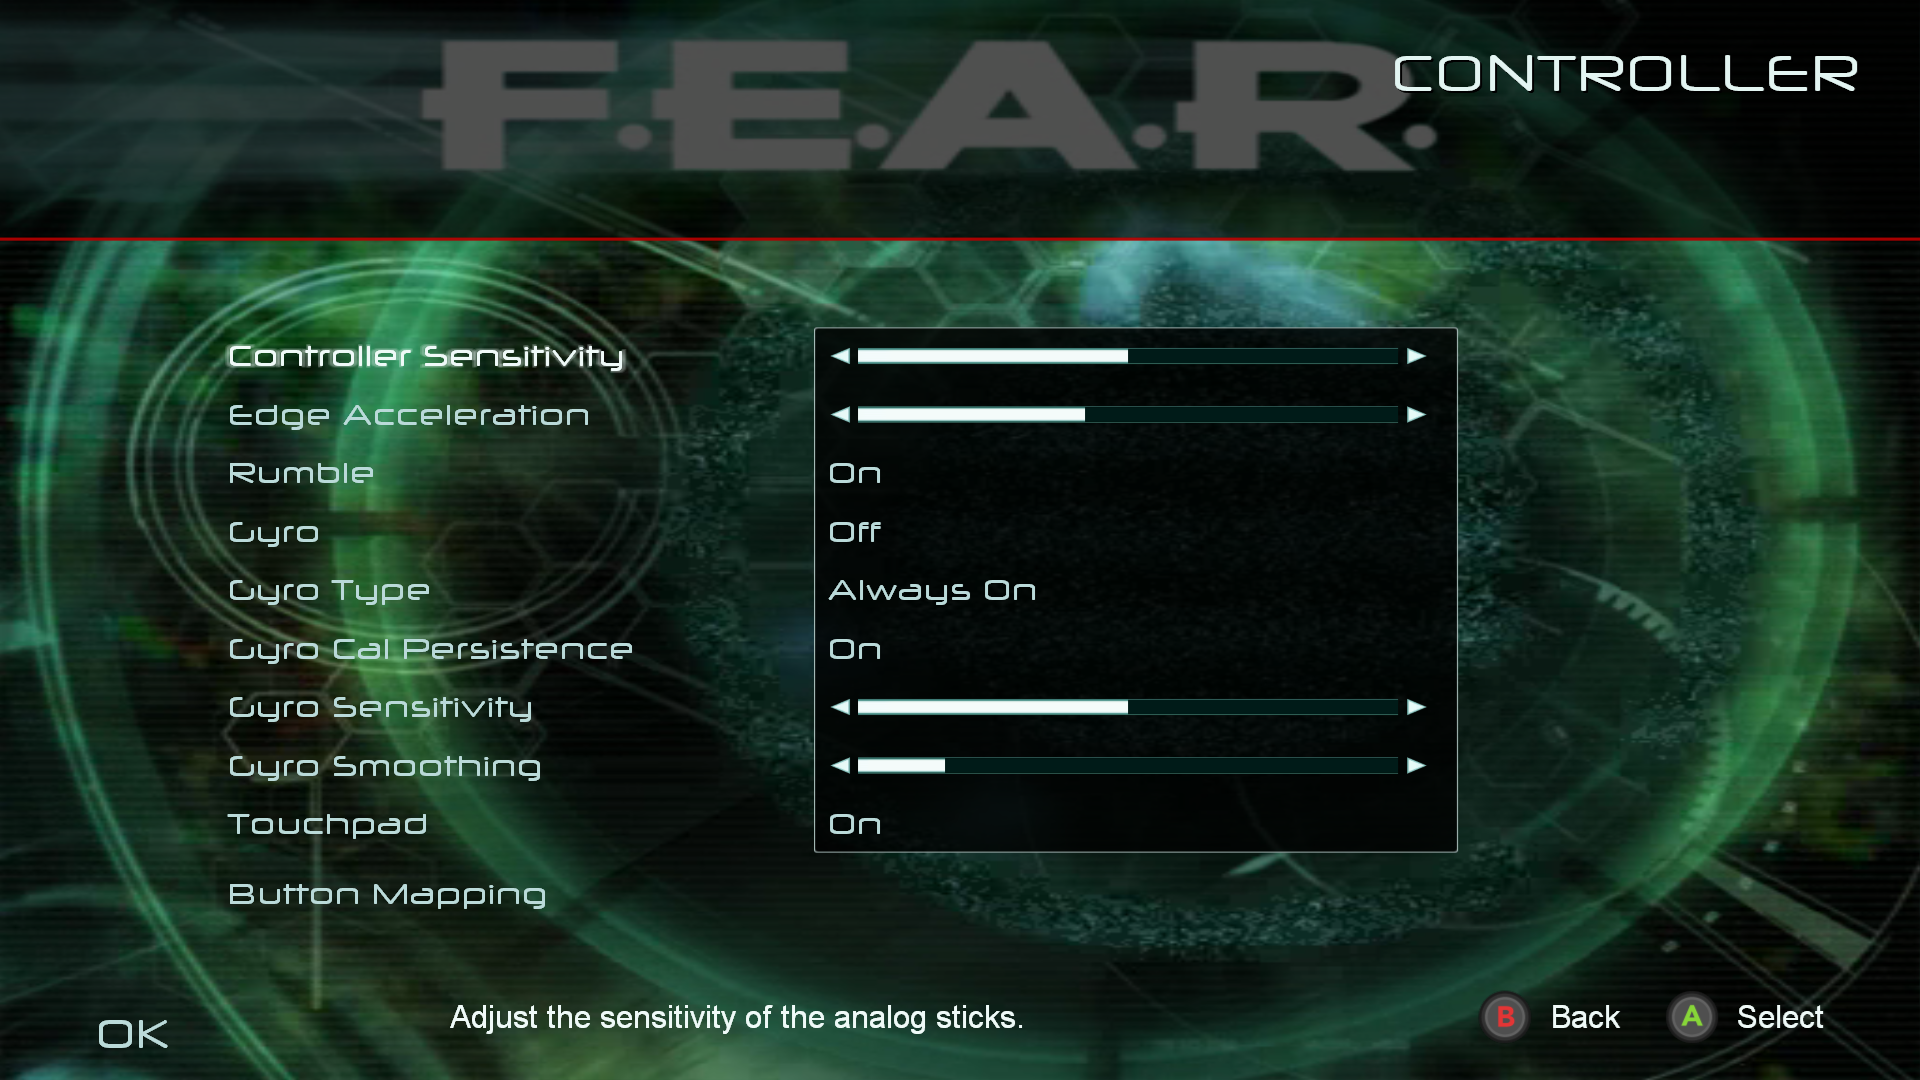 F.E.A.R.
CONTROLLER
Controller Sensitivity
Edge Acceleration
Rumble On
Gyro Off
Gyro Type Always On
Gyro Cal Persistence On
Gyro Sensitivity
Gyro Smoothing
Touchpad On
Button Mapping
OK
Adjust the sensitivity of the analog sticks.
B Back A Select